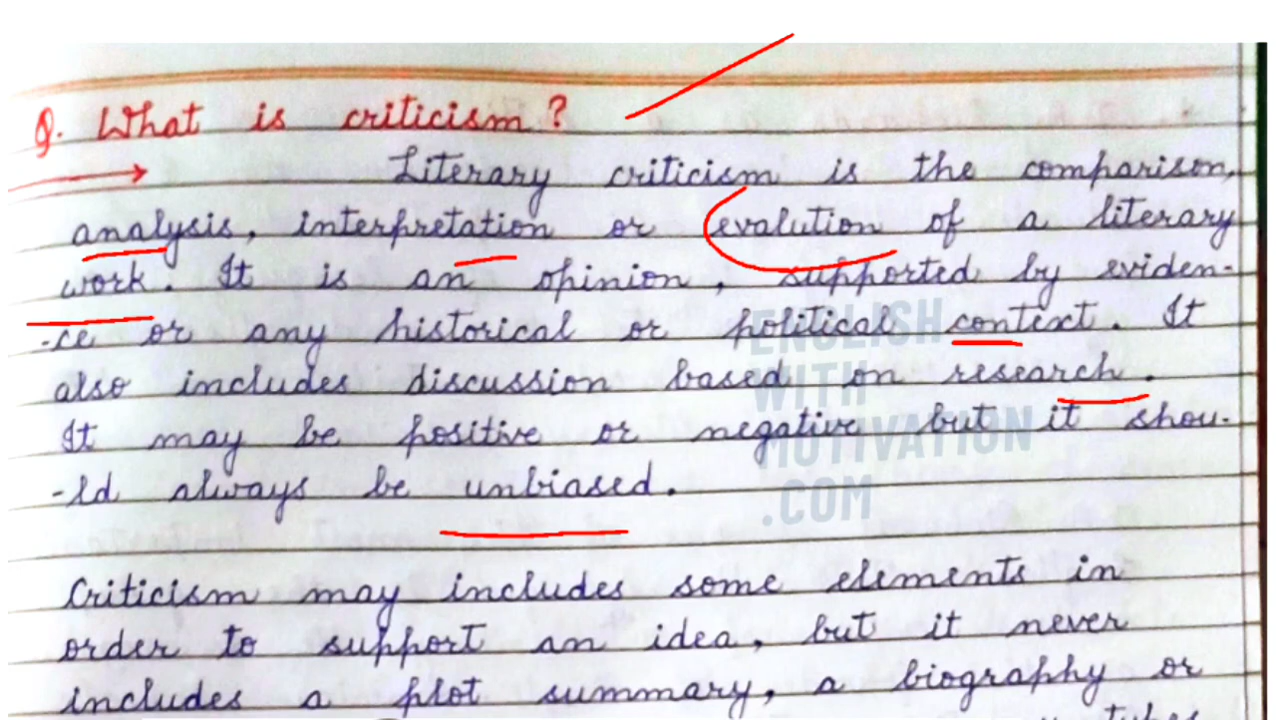 Q. What is criticism?
Literary criticism is the comparison,
analysis, interpretation or evalution of a literary
work. It is an opinion, supported by eviden-
-ce or any historical or political context. It
also includes discussion based on research.
It may be positive or negative but it shou-
-ld always be unbiased.
Criticism may includes some elements in
order to support an idea, but it never
includes a plot summary, a biography or
ENGLISH
WITH
MOTIVATION
.COM